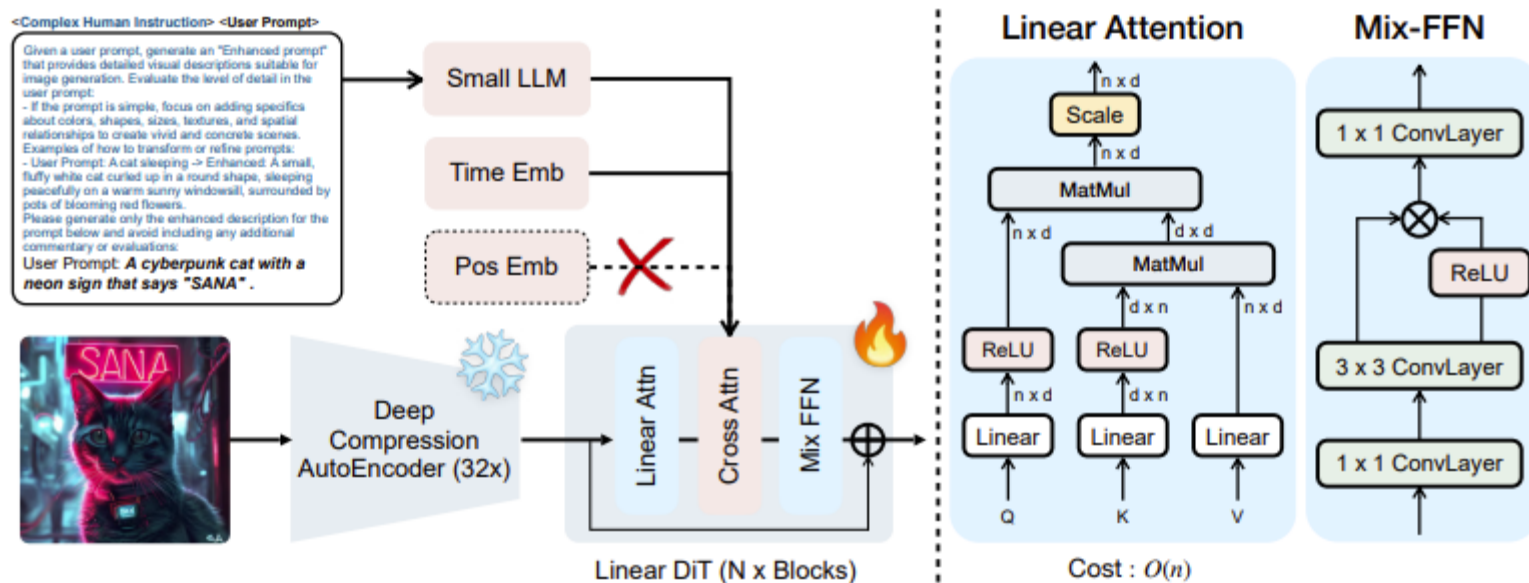 <Complex Human Instruction> <User Prompt>
Given a user prompt, generate an "Enhanced prompt"
that provides detailed visual descriptions suitable for
image generation. Evaluate the level of detail in the
user prompt:
- If the prompt is simple, focus on adding specifics
about colors, shapes, sizes, textures, and spatial
relationships to create vivid and concrete scenes.
Examples of how to transform or refine prompts:
- User Prompt: A cat sleeping -> Enhanced: A small,
fluffy white cat curled up in a round shape, sleeping
peacefully on a warm sunny windowsill, surrounded by
pots of blooming red flowers.
Please generate only the enhanced description for the
prompt below and avoid including any additional
commentary or evaluations:
User Prompt: A cyberpunk cat with a
neon sign that says "SANA" .
Small LLM
Time Emb
Pos Emb
SANA
Deep
Compression
AutoEncoder (32x)
Linear Attn
Cross Attn
Mix FFN
Linear DiT (N x Blocks)
Linear Attention
n x d
Scale
n x d
MatMul
n x d
d x d
MatMul
d x n
n x d
ReLU
ReLU
n x d
d x n
Linear
Linear
Linear
Q
K
V
Cost : O(n)
Mix-FFN
1 x 1 ConvLayer
ReLU
3 x 3 ConvLayer
1 x 1 ConvLayer